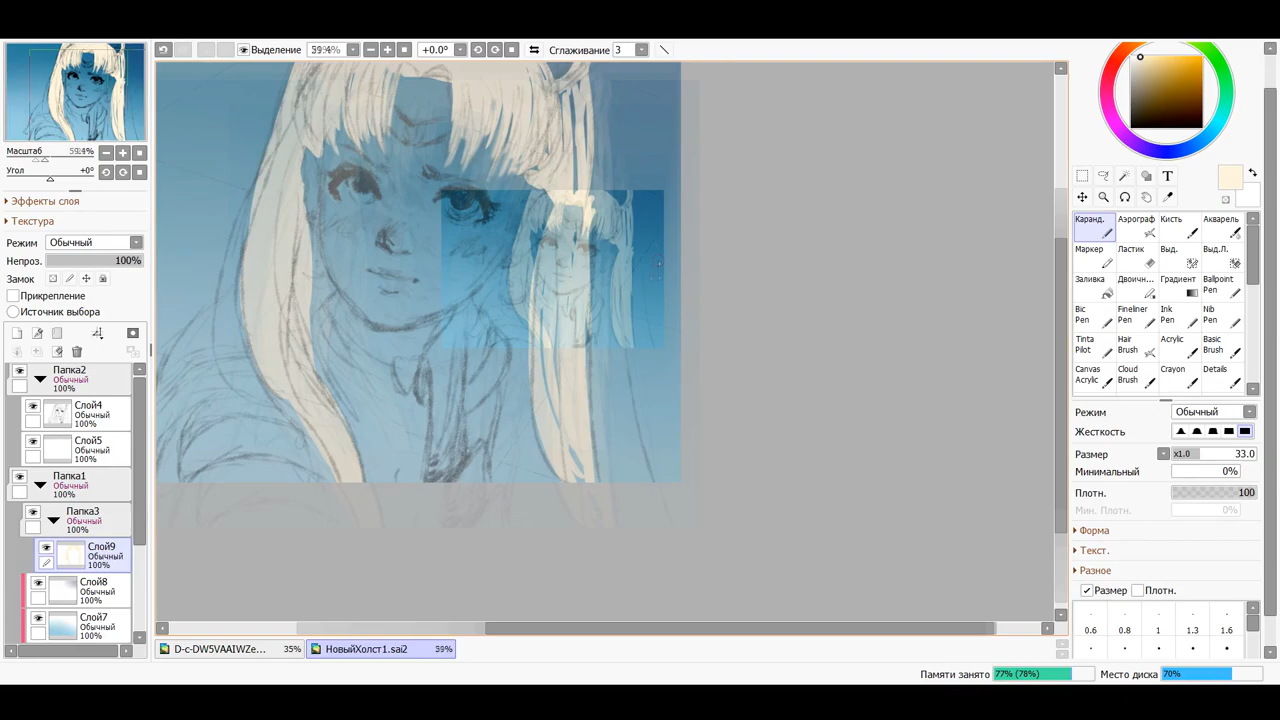 Выделение
+0.0°
Сглаживание 3
Масштаб
Угол
+0°
Эффекты слоя
Текстура
Режим Обычный
Непроз. 100%
Замок
Прикрепление
Источник выбора
Папка2
Обычный
100%
Слой4
Обычный
100%
Слой5
Обычный
100%
Папка1
Обычный
100%
Папка3
Обычный
100%
Слой9
Обычный
100%
Слой8
Обычный
100%
Слой7
Обычный
100%
D-c-DW5VAAIWZe... 35%
НовыйХолст1.sai2 39%
T
Каранд. Аэрограф Кисть Акварель
Маркер Ластик Выд. Выд.Л.
Заливка Двоичн... Градиент Ballpoint Pen
Bic Pen Fineliner Pen Ink Pen Nib Pen
Tinta Pilot Hair Brush Acrylic Basic Brush
Canvas Acrylic Cloud Brush Crayon Details
Режим Обычный
Жесткость
Размер x1.0 33.0
Минимальный 0%
Плотн. 100
Мин. Плотн. 0%
Форма
Текст.
Разное
Размер Плотн.
0.6 0.8 1 1.3 1.6
Памяти занято 77% (78%) Место диска 70%